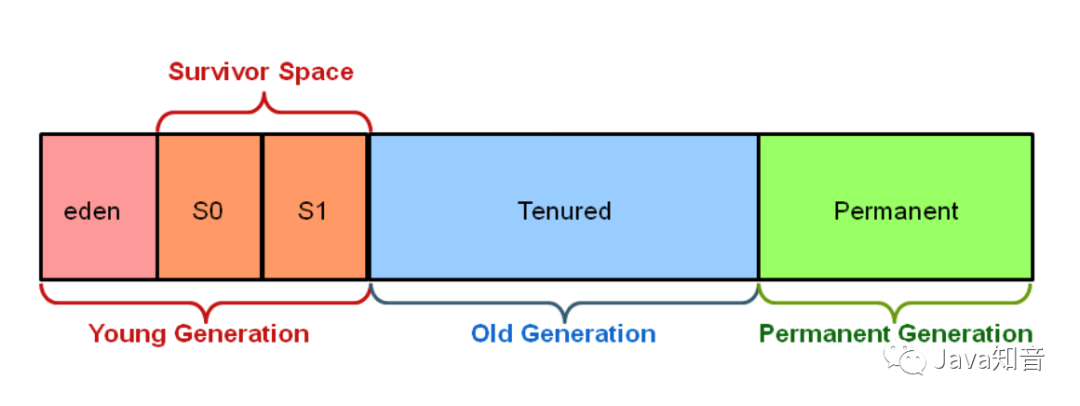 Survivor Space
eden
S0
S1
Tenured
Permanent
Young Generation
Old Generation
Permanent Generation
Java知音